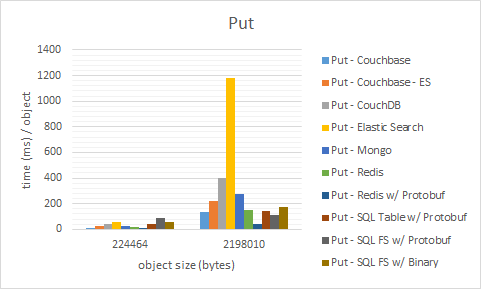 Put
1400
1200
1000
800
600
400
200
0
time (ms) / object
224464
2198010
object size (bytes)
Put - Couchbase
Put - Couchbase - ES
Put - CouchDB
Put - Elastic Search
Put - Mongo
Put - Redis
Put - Redis w/ Protobuf
Put - SQL Table w/ Protobuf
Put - SQL FS w/ Protobuf
Put - SQL FS w/ Binary